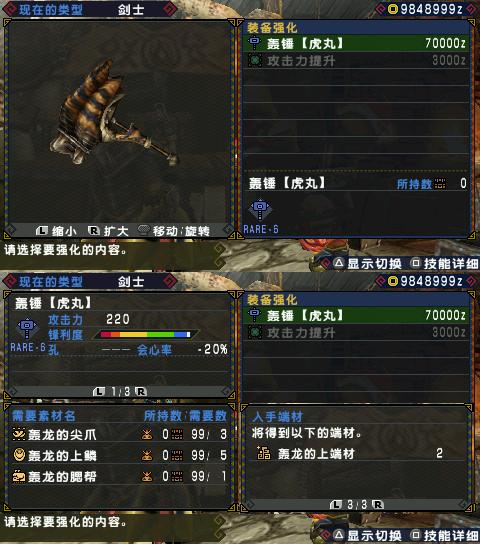 现在的类型 剑士
9848999z
装备强化
轰锤【虎丸】 70000z
攻击力提升 3000z
轰锤【虎丸】 所持数 0
RARE-6
L 缩小 R 扩大 移动/旋转
请选择要强化的内容。
△显示切换 □技能详细
现在的类型 剑士
9848999z
轰锤【虎丸】
攻击力 220
锋利度
RARE-6 孔 --- 会心率 -20%
L 1/3 R
装备强化
轰锤【虎丸】 70000z
攻击力提升 3000z
需要素材名 所持数/需要数
轰龙的尖爪 0 99/ 3
轰龙的上鳞 0 99/ 5
轰龙的腮帮 0 99/ 1
入手端材
将得到以下的端材。
轰龙的上端材 2
L 3/3 R
请选择要强化的内容。
△显示切换 □技能详细